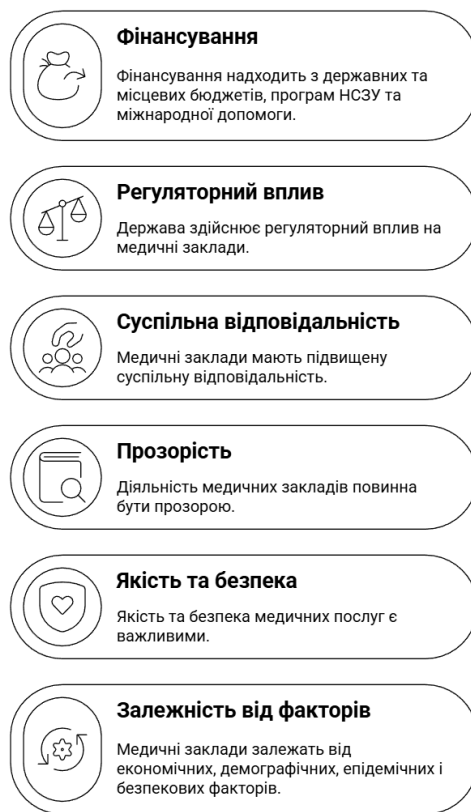 Фінансування
Фінансування надходить з державних та
місцевих бюджетів, програм НСЗУ та
міжнародної допомоги.
Регуляторний вплив
Держава здійснює регуляторний вплив на
медичні заклади.
Суспільна відповідальність
Медичні заклади мають підвищену
суспільну відповідальність.
Прозорість
Діяльність медичних закладів повинна
бути прозорою.
Якість та безпека
Якість та безпека медичних послуг є
важливими.
Залежність від факторів
Медичні заклади залежать від
економічних, демографічних, епідемічних і
безпекових факторів.